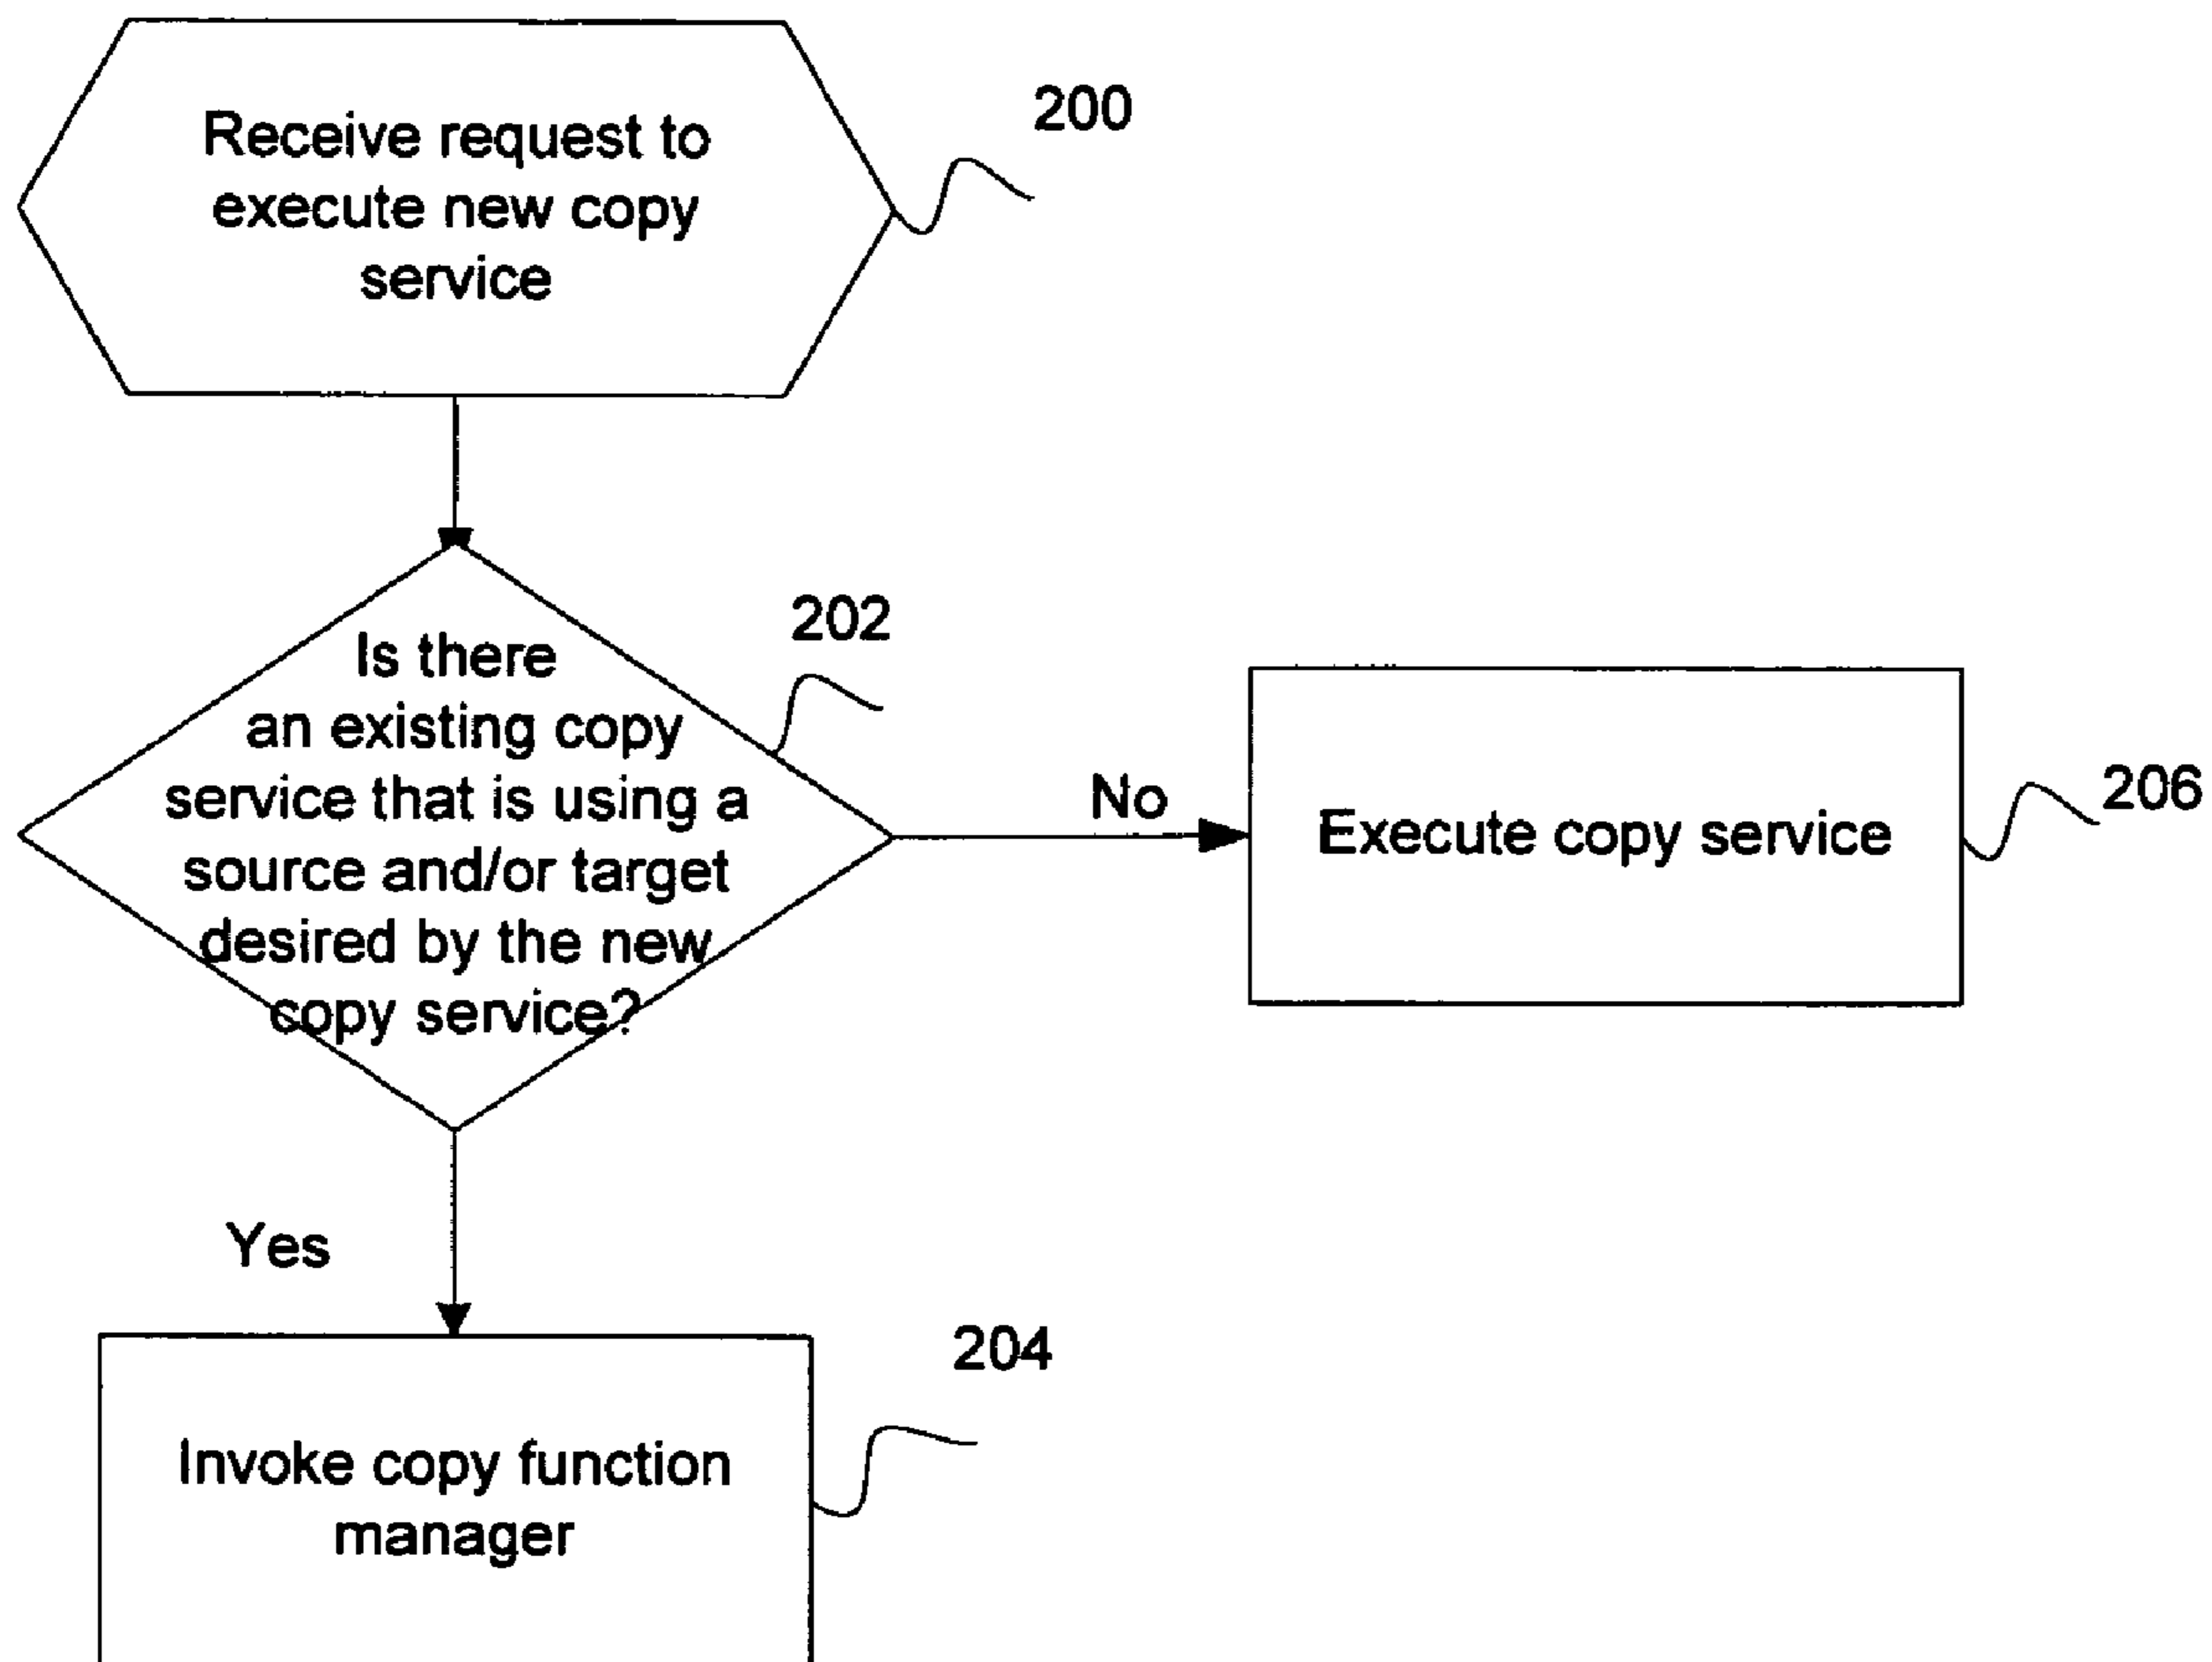 Receive request to
execute new copy
service
200
Is there
an existing copy
service that is using a
source and/or target
desired by the new
copy service?
202
No
Execute copy service
206
Yes
Invoke copy function
manager
204